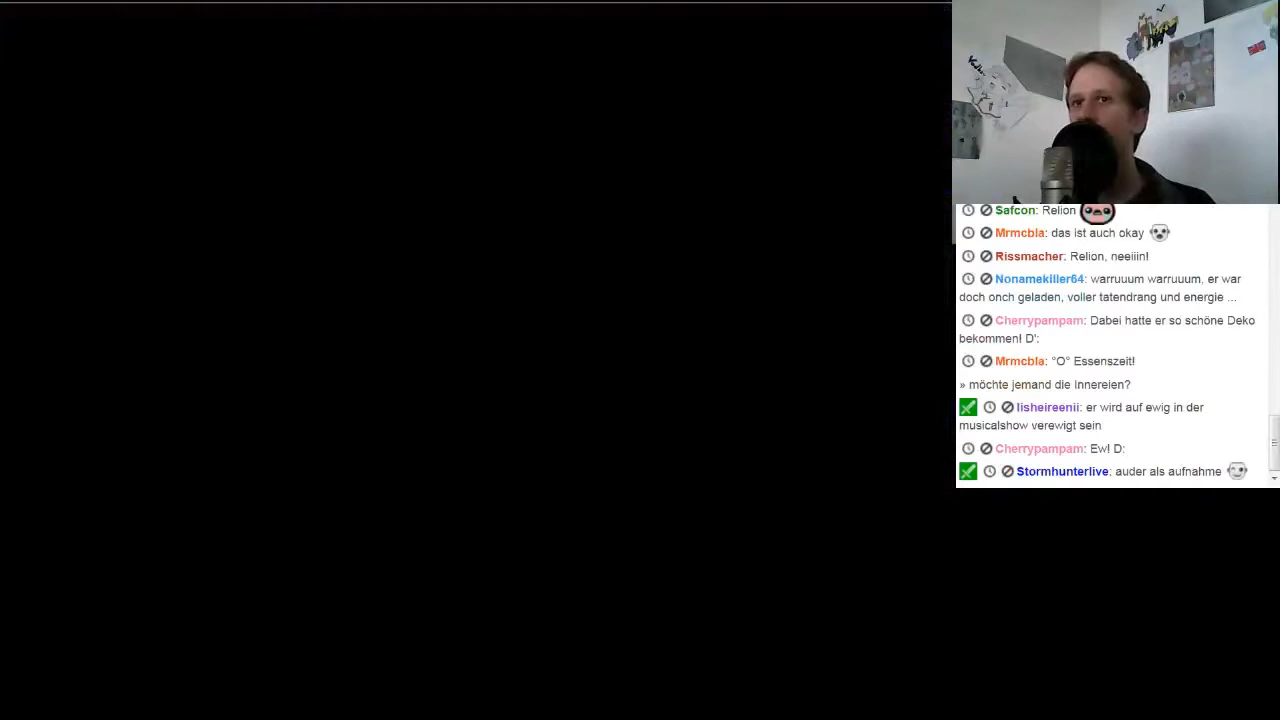 Safcon: Relion
Mrmcbla: das ist auch okay
Rissmacher: Relion, neeiiin!
Nonamekiller64: warruuum warruuum, er war
doch onch geladen, voller tatendrang und energie ...
Cherrypampam: Dabei hatte er so schöne Deko
bekommen! D':
Mrmcbla: °O° Essenszeit!
» möchte jemand die Innereien?
lisheireenii: er wird auf ewig in der
musicalshow verewigt sein
Cherrypampam: Ew! D:
Stormhunterlive: auder als aufnahme